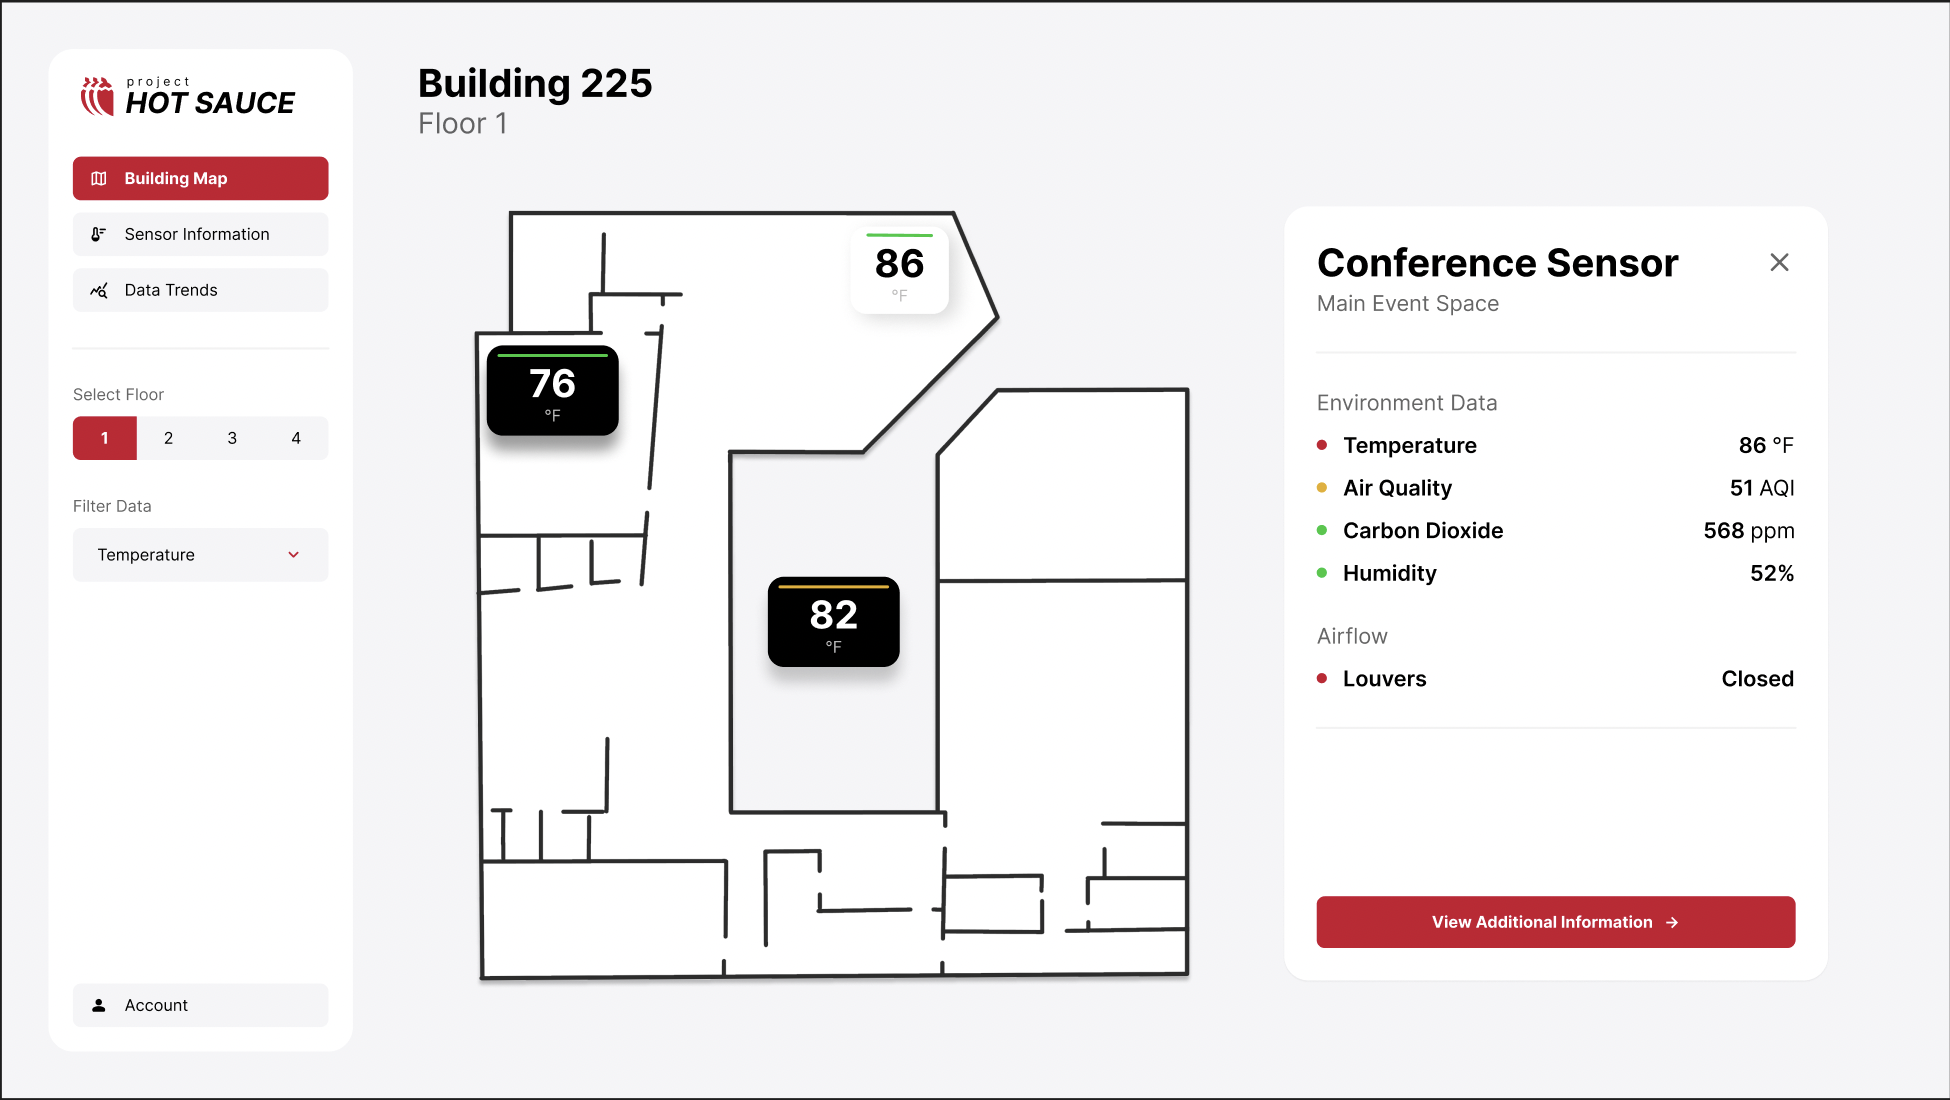 project
HOT SAUCE
Building Map
Sensor Information
Data Trends
Select Floor
1 2 3 4
Filter Data
Temperature
Account
Building 225
Floor 1
86
°F
76
°F
82
°F
Conference Sensor
Main Event Space
Environment Data
Temperature 86 °F
Air Quality 51 AQI
Carbon Dioxide 568 ppm
Humidity 52%
Airflow
Louvers Closed
View Additional Information →